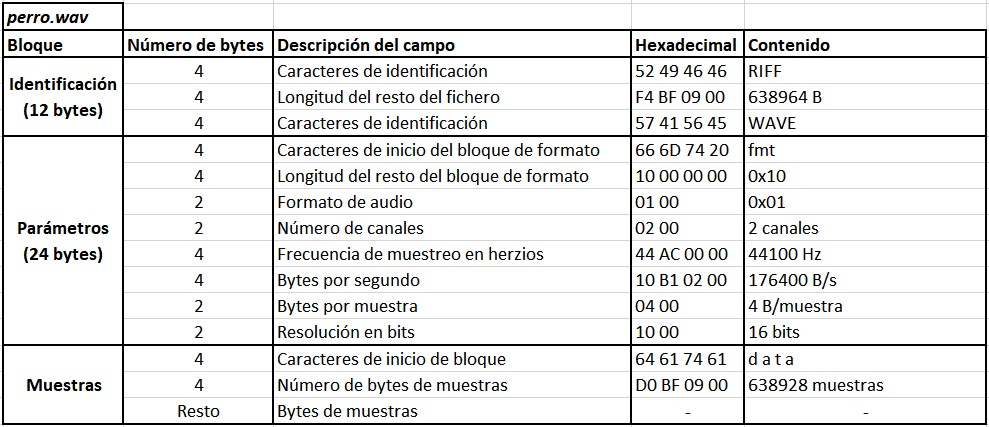 perro.wav
Bloque Número de bytes Descripción del campo Hexadecimal Contenido
Identificación (12 bytes)
4 Caracteres de identificación 52 49 46 46 RIFF
4 Longitud del resto del fichero F4 BF 09 00 638964 B
4 Caracteres de identificación 57 41 56 45 WAVE
Parámetros (24 bytes)
4 Caracteres de inicio del bloque de formato 66 6D 74 20 fmt
4 Longitud del resto del bloque de formato 10 00 00 00 0x10
2 Formato de audio 01 00 0x01
2 Número de canales 02 00 2 canales
4 Frecuencia de muestreo en herzios 44 AC 00 00 44100 Hz
4 Bytes por segundo 10 B1 02 00 176400 B/s
2 Bytes por muestra 04 00 4 B/muestra
2 Resolución en bits 10 00 16 bits
Muestras
4 Caracteres de inicio de bloque 64 61 74 61 d a t a
4 Número de bytes de muestras D0 BF 09 00 638928 muestras
Resto Bytes de muestras - -